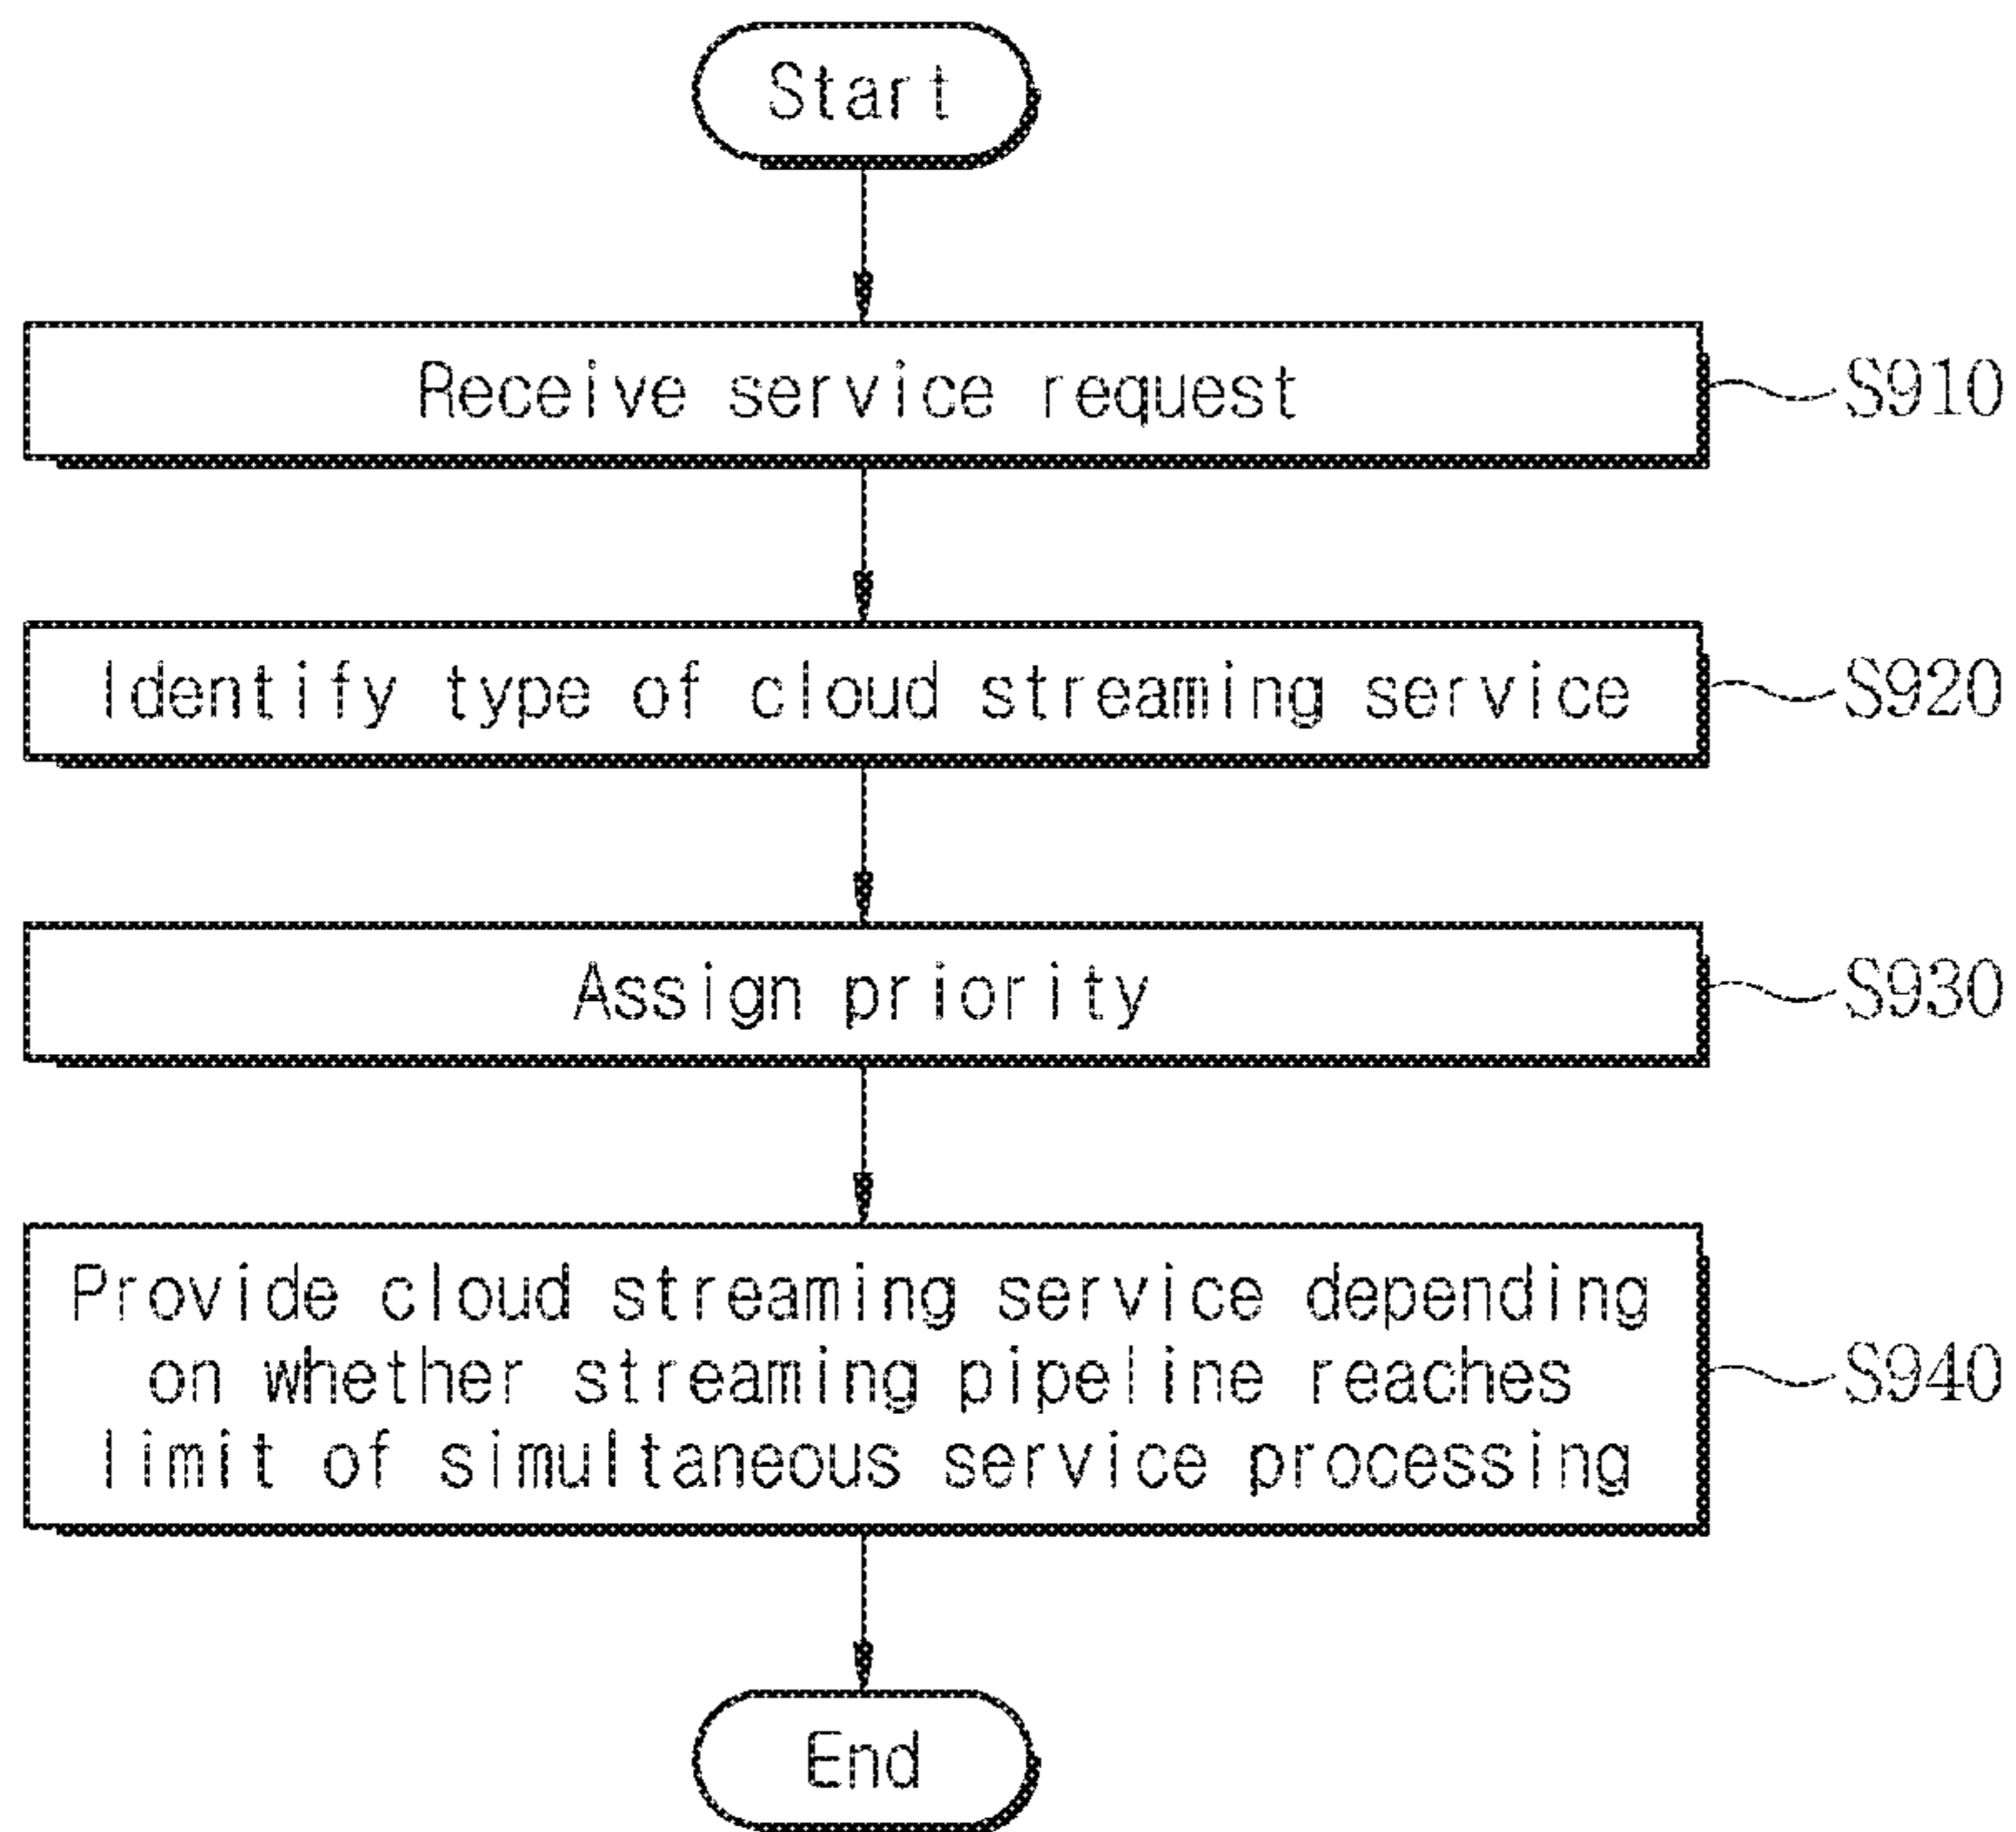 Start
Receive service request
S910
Identify type of cloud streaming service
S920
Assign priority
S930
Provide cloud streaming service depending
on whether streaming pipeline reaches
limit of simultaneous service processing
S940
End